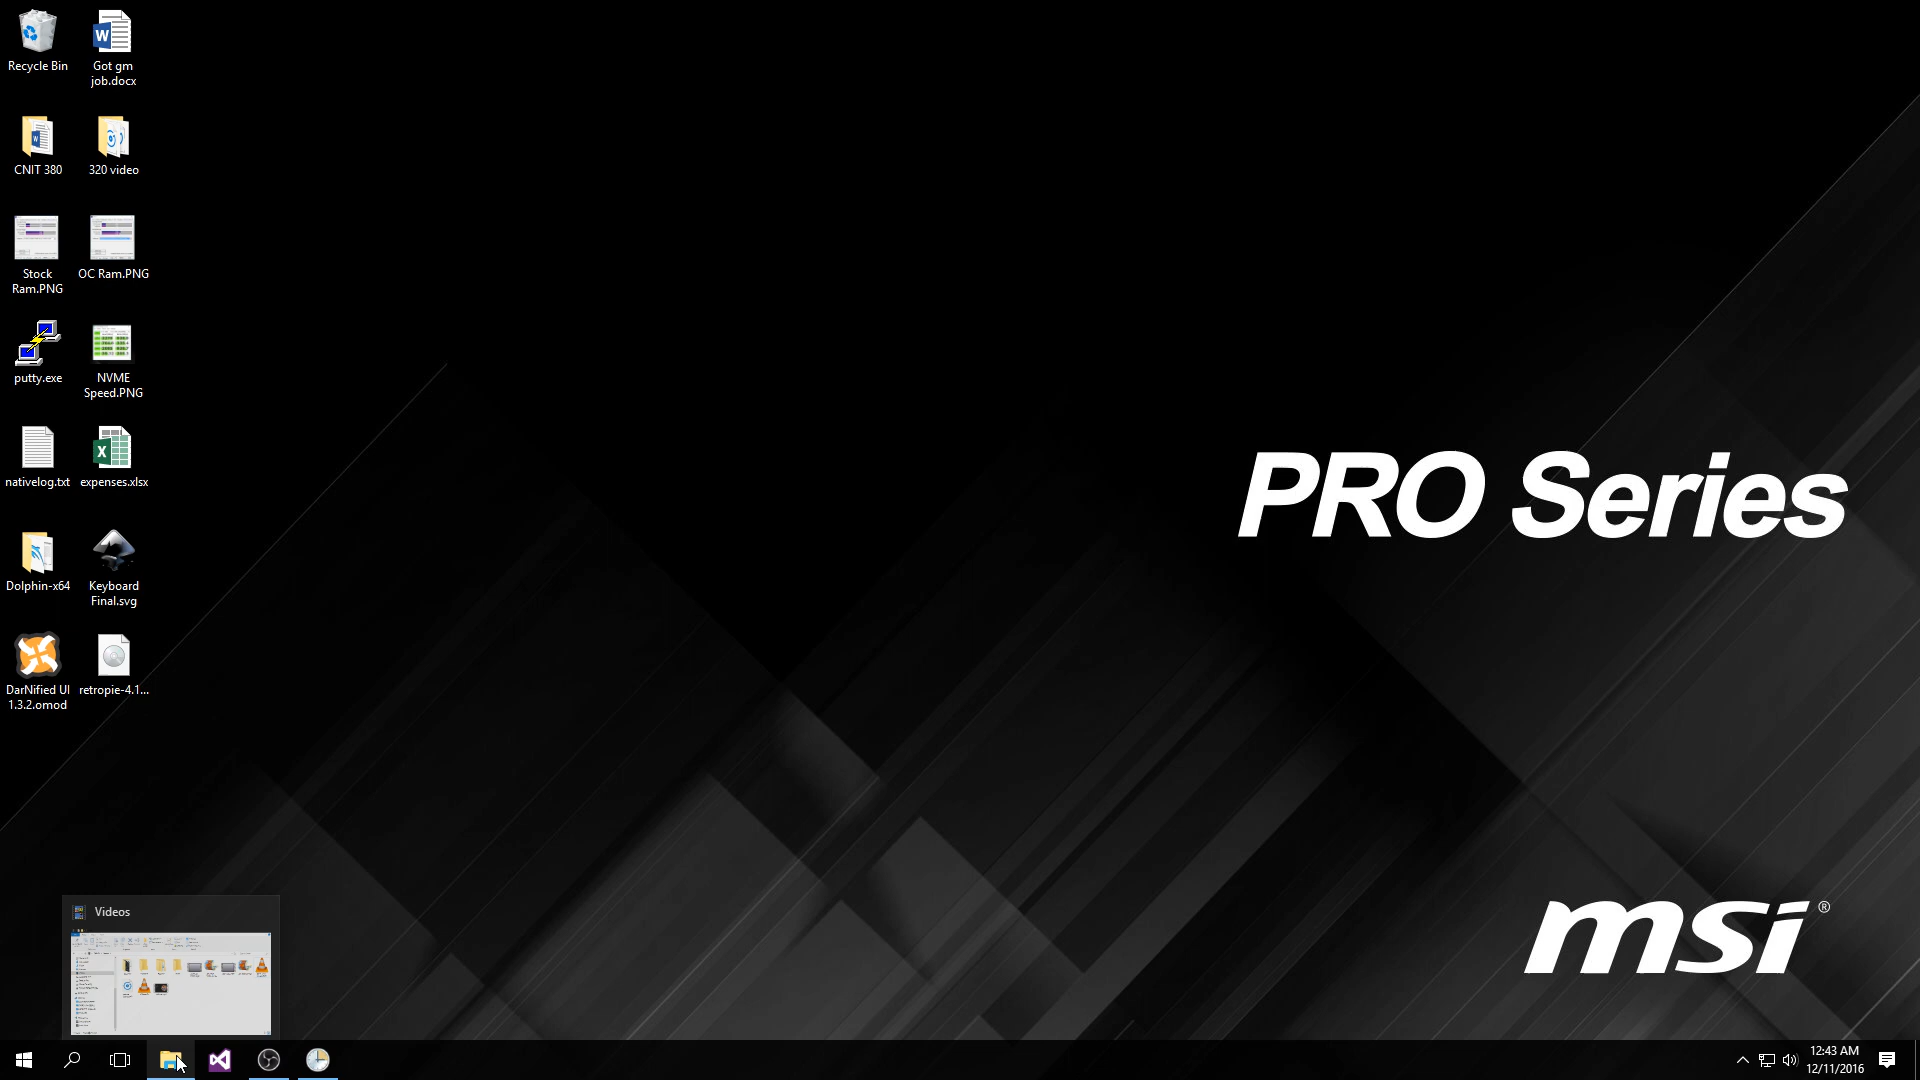 Recycle Bin
Got gm
job.docx
CNIT 380
320 video
Stock
Ram.PNG
OC Ram.PNG
putty.exe
NVME
Speed.PNG
nativelog.txt
expenses.xlsx
Dolphin-x64
Keyboard
Final.svg
DarNified UI
1.3.2.omod
retropie-4.1...
PRO Series
msi®
Videos
12:43 AM
12/11/2016